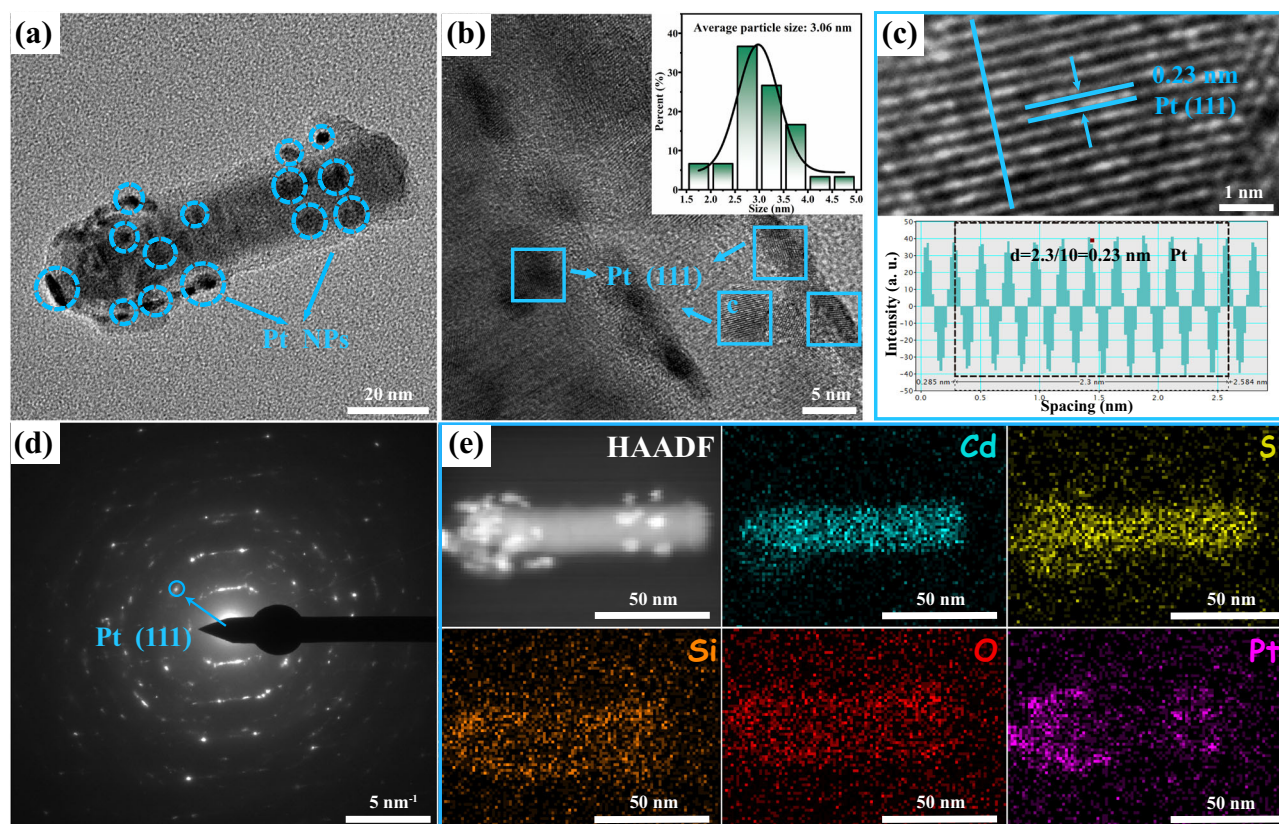 (a)
Pt NPs
20 nm
(b)
Average particle size: 3.06 nm
Percent (%)
40
30
20
10
0
1.5 2.0 2.5 3.0 3.5 4.0 4.5 5.0
Size (nm)
Pt (111)
c
5 nm
(c)
0.23 nm
Pt (111)
1 nm
Intensity (a. u.)
50
40
30
20
10
0
-10
-20
-30
-40
-50
d=2.3/10=0.23 nm Pt
0.285 nm
2.3 nm
2.584 nm
0.0 0.5 1.0 1.5 2.0 2.5
Spacing (nm)
(d)
Pt (111)
5 nm⁻¹
(e)
HAADF
50 nm
Cd
50 nm
S
50 nm
Si
50 nm
O
50 nm
Pt
50 nm